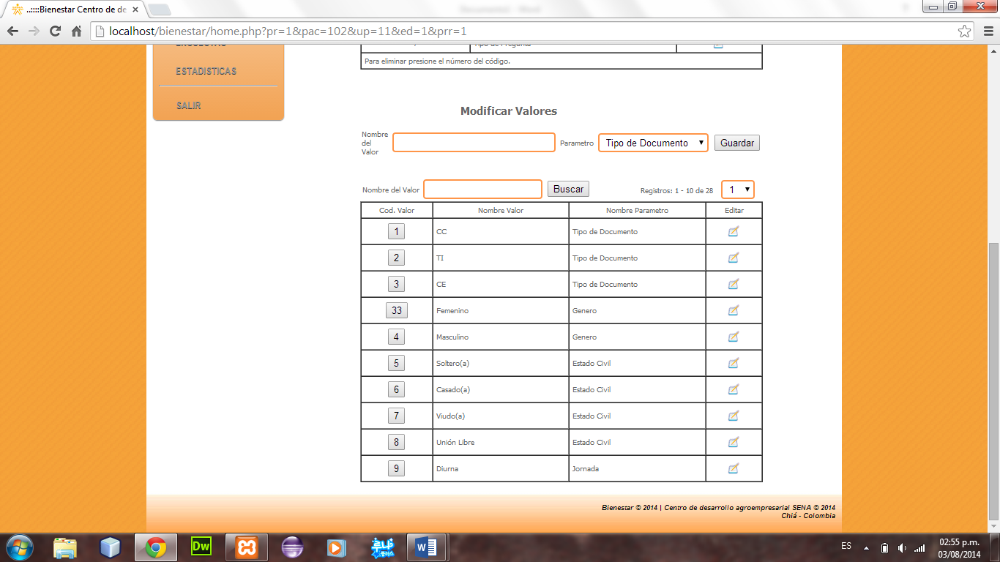 ..::::Bienestar Centro de de
localhost/bienestar/home.php?pr=1&pac=102&up=11&ed=1&prr=1
ESTADISTICAS
SALIR
Tipo de Pregunta
Para eliminar presione el número del código.
Modificar Valores
Nombre del Valor Parametro Tipo de Documento Guardar
Nombre del Valor Buscar Registros: 1 - 10 de 28 1
Cod. Valor Nombre Valor Nombre Parametro Editar
1 CC Tipo de Documento
2 TI Tipo de Documento
3 CE Tipo de Documento
33 Femenino Genero
4 Masculino Genero
5 Soltero(a) Estado Civil
6 Casado(a) Estado Civil
7 Viudo(a) Estado Civil
8 Unión Libre Estado Civil
9 Diurna Jornada
Bienestar © 2014 | Centro de desarrollo agroempresarial SENA © 2014
Chiá - Colombia
Dw
W
ES
02:55 p.m.
03/08/2014